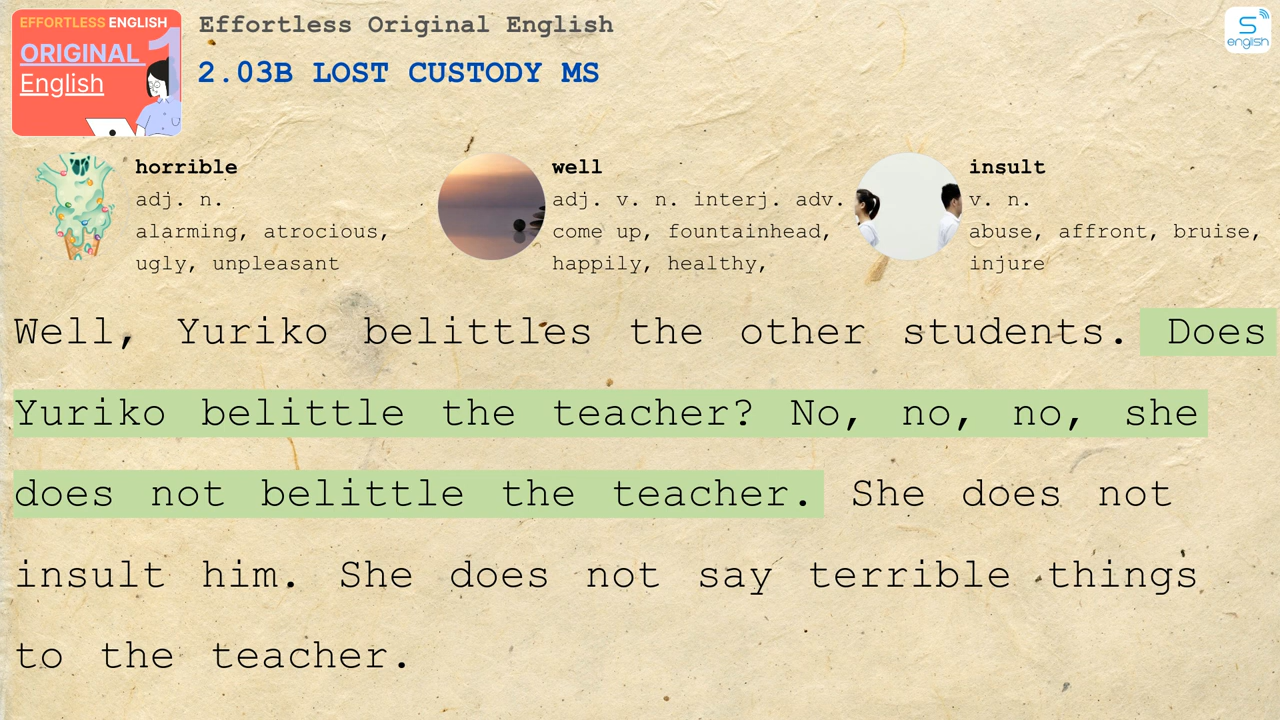 EFFORTLESS ENGLISH
ORIGINAL 1
English
Effortless Original English
2.03B LOST CUSTODY MS
S
english
horrible
adj. n.
alarming, atrocious,
ugly, unpleasant
well
adj. v. n. interj. adv.
come up, fountainhead,
happily, healthy,
insult
v. n.
abuse, affront, bruise,
injure
Well, Yuriko belittles the other students. Does
Yuriko belittle the teacher? No, no, no, she
does not belittle the teacher. She does not
insult him. She does not say terrible things
to the teacher.